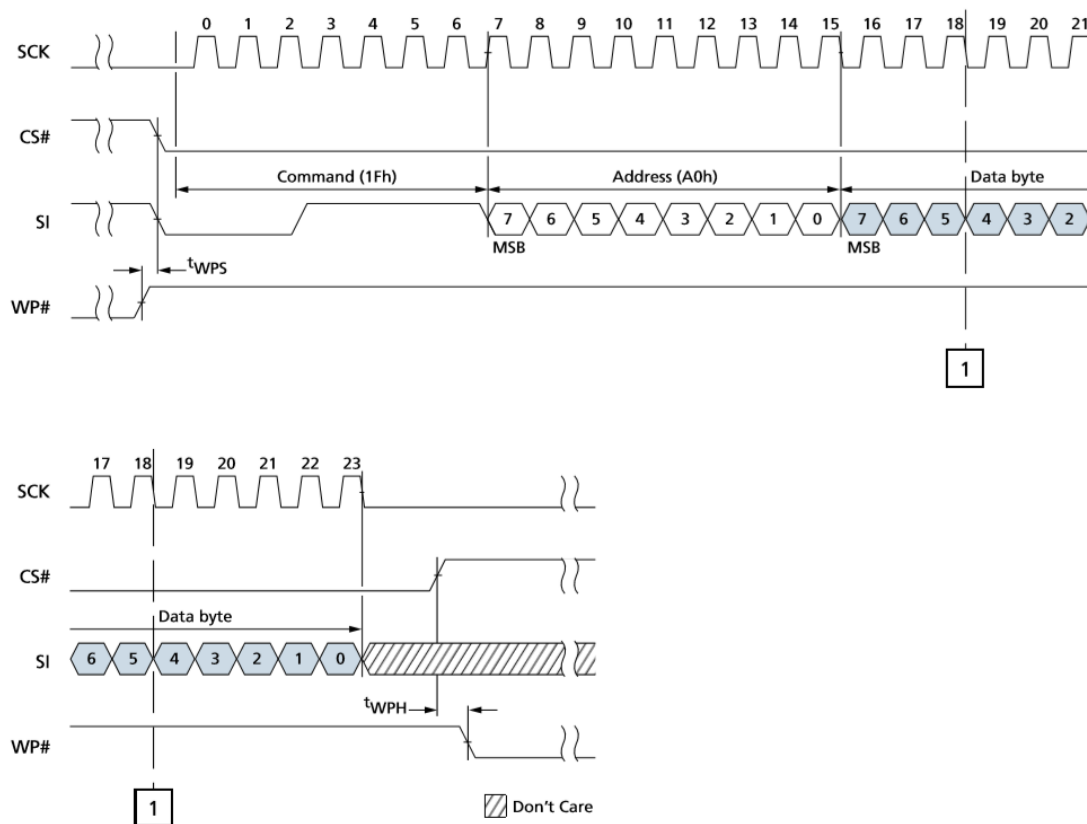 0 1 2 3 4 5 6 7 8 9 10 11 12 13 14 15 16 17 18 19 20 21
SCK
CS#
Command (1Fh) Address (A0h) Data byte
SI 7 6 5 4 3 2 1 0 7 6 5 4 3 2
MSB MSB
tWPS
WP#
1
17 18 19 20 21 22 23
SCK
CS#
Data byte
SI 6 5 4 3 2 1 0
tWPH
WP#
1
Don't Care